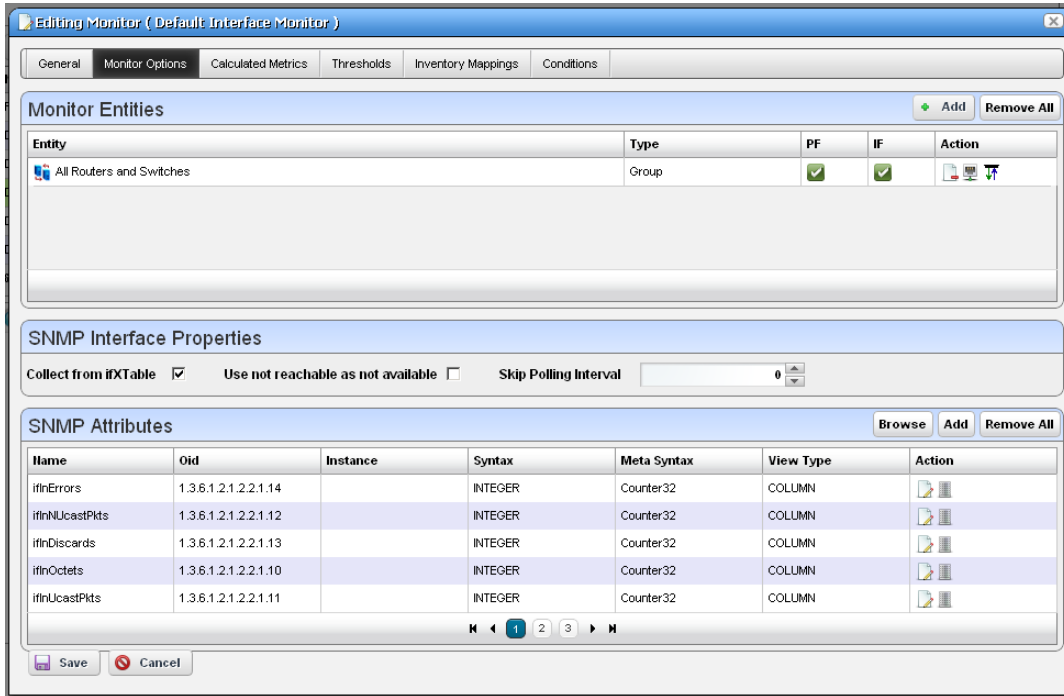 Editing Monitor ( Default Interface Monitor )
General Monitor Options Calculated Metrics Thresholds Inventory Mappings Conditions
Monitor Entities Add Remove All
Entity Type PF IF Action
All Routers and Switches Group
SNMP Interface Properties
Collect from ifXTable Use not reachable as not available Skip Polling Interval 0
SNMP Attributes Browse Add Remove All
Name Oid Instance Syntax Meta Syntax View Type Action
ifInErrors 1.3.6.1.2.1.2.2.1.14 INTEGER Counter32 COLUMN
ifInNUcastPkts 1.3.6.1.2.1.2.2.1.12 INTEGER Counter32 COLUMN
ifInDiscards 1.3.6.1.2.1.2.2.1.13 INTEGER Counter32 COLUMN
ifInOctets 1.3.6.1.2.1.2.2.1.10 INTEGER Counter32 COLUMN
ifInUcastPkts 1.3.6.1.2.1.2.2.1.11 INTEGER Counter32 COLUMN
1 2 3
Save Cancel